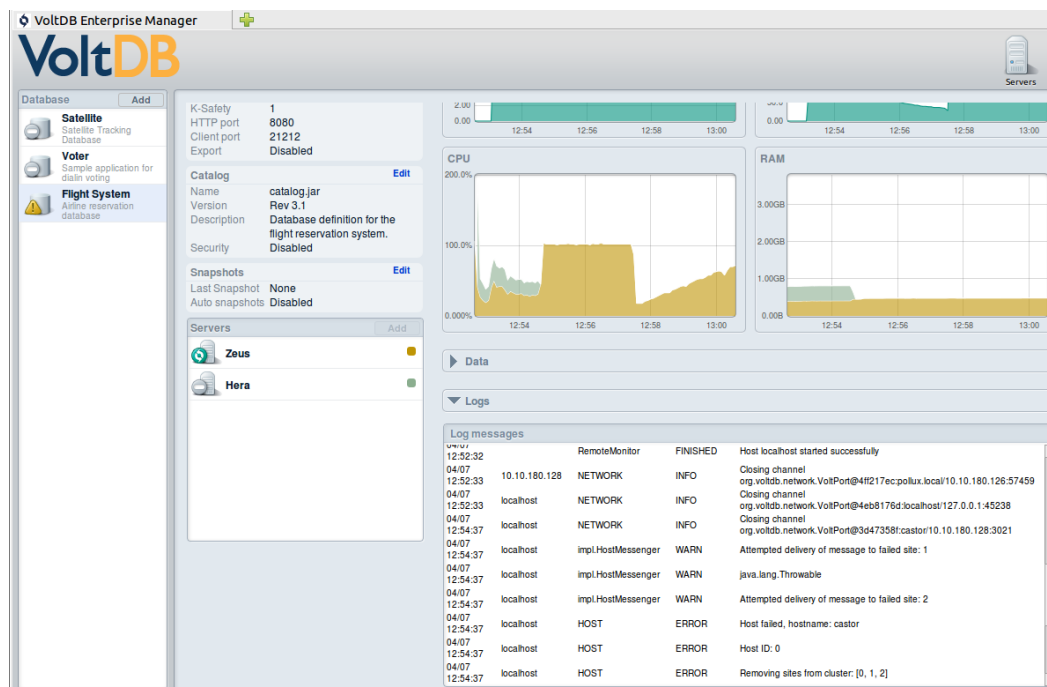 VoltDB Enterprise Manager
VoltDB
Servers
Database Add
Satellite
Satellite Tracking
Database
Voter
Sample application for
dialin voting
Flight System
Airline reservation
database
K-Safety 1
HTTP port 8080
Client port 21212
Export Disabled
Catalog Edit
Name catalog.jar
Version Rev 3.1
Description Database definition for the
flight reservation system.
Security Disabled
Snapshots Edit
Last Snapshot None
Auto snapshots Disabled
Servers Add
Zeus
Hera
2.00
0.00
12:54 12:56 12:58 13:00
0.00
12:54 12:56 12:58 13:00
CPU
200.0%
100.0%
0.000%
12:54 12:56 12:58 13:00
RAM
3.00GB
2.00GB
1.00GB
0.00B
12:54 12:56 12:58 13:00
Data
Logs
Log messages
04/07
12:52:32 RemoteMonitor FINISHED Host localhost started successfully
04/07 Closing channel
12:52:33 10.10.180.128 NETWORK INFO org.voltdb.network.VoltPort@4ff217ec:pollux.local/10.10.180.126:57459
04/07 Closing channel
12:52:33 localhost NETWORK INFO org.voltdb.network.VoltPort@4eb8176d:localhost/127.0.0.1:45238
04/07 Closing channel
12:54:37 localhost NETWORK INFO org.voltdb.network.VoltPort@3d47358f:castor/10.10.180.128:3021
04/07
12:54:37 localhost impl.HostMessenger WARN Attempted delivery of message to failed site: 1
04/07
12:54:37 localhost impl.HostMessenger WARN java.lang.Throwable
04/07
12:54:37 localhost impl.HostMessenger WARN Attempted delivery of message to failed site: 2
04/07
12:54:37 localhost HOST ERROR Host failed, hostname: castor
04/07
12:54:37 localhost HOST ERROR Host ID: 0
04/07
12:54:37 localhost HOST ERROR Removing sites from cluster: [0, 1, 2]